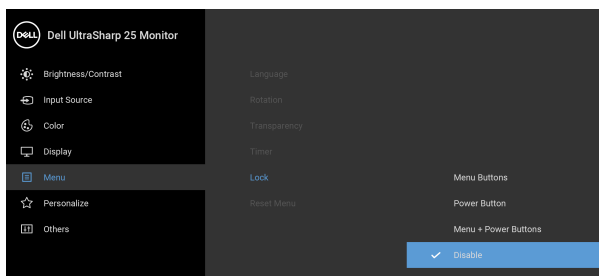 DELL Dell UltraSharp 25 Monitor
Brightness/Contrast Language
Input Source Rotation
Color Transparency
Display Timer
Menu Lock Menu Buttons
Personalize Reset Menu Power Button
Others Menu + Power Buttons
Disable